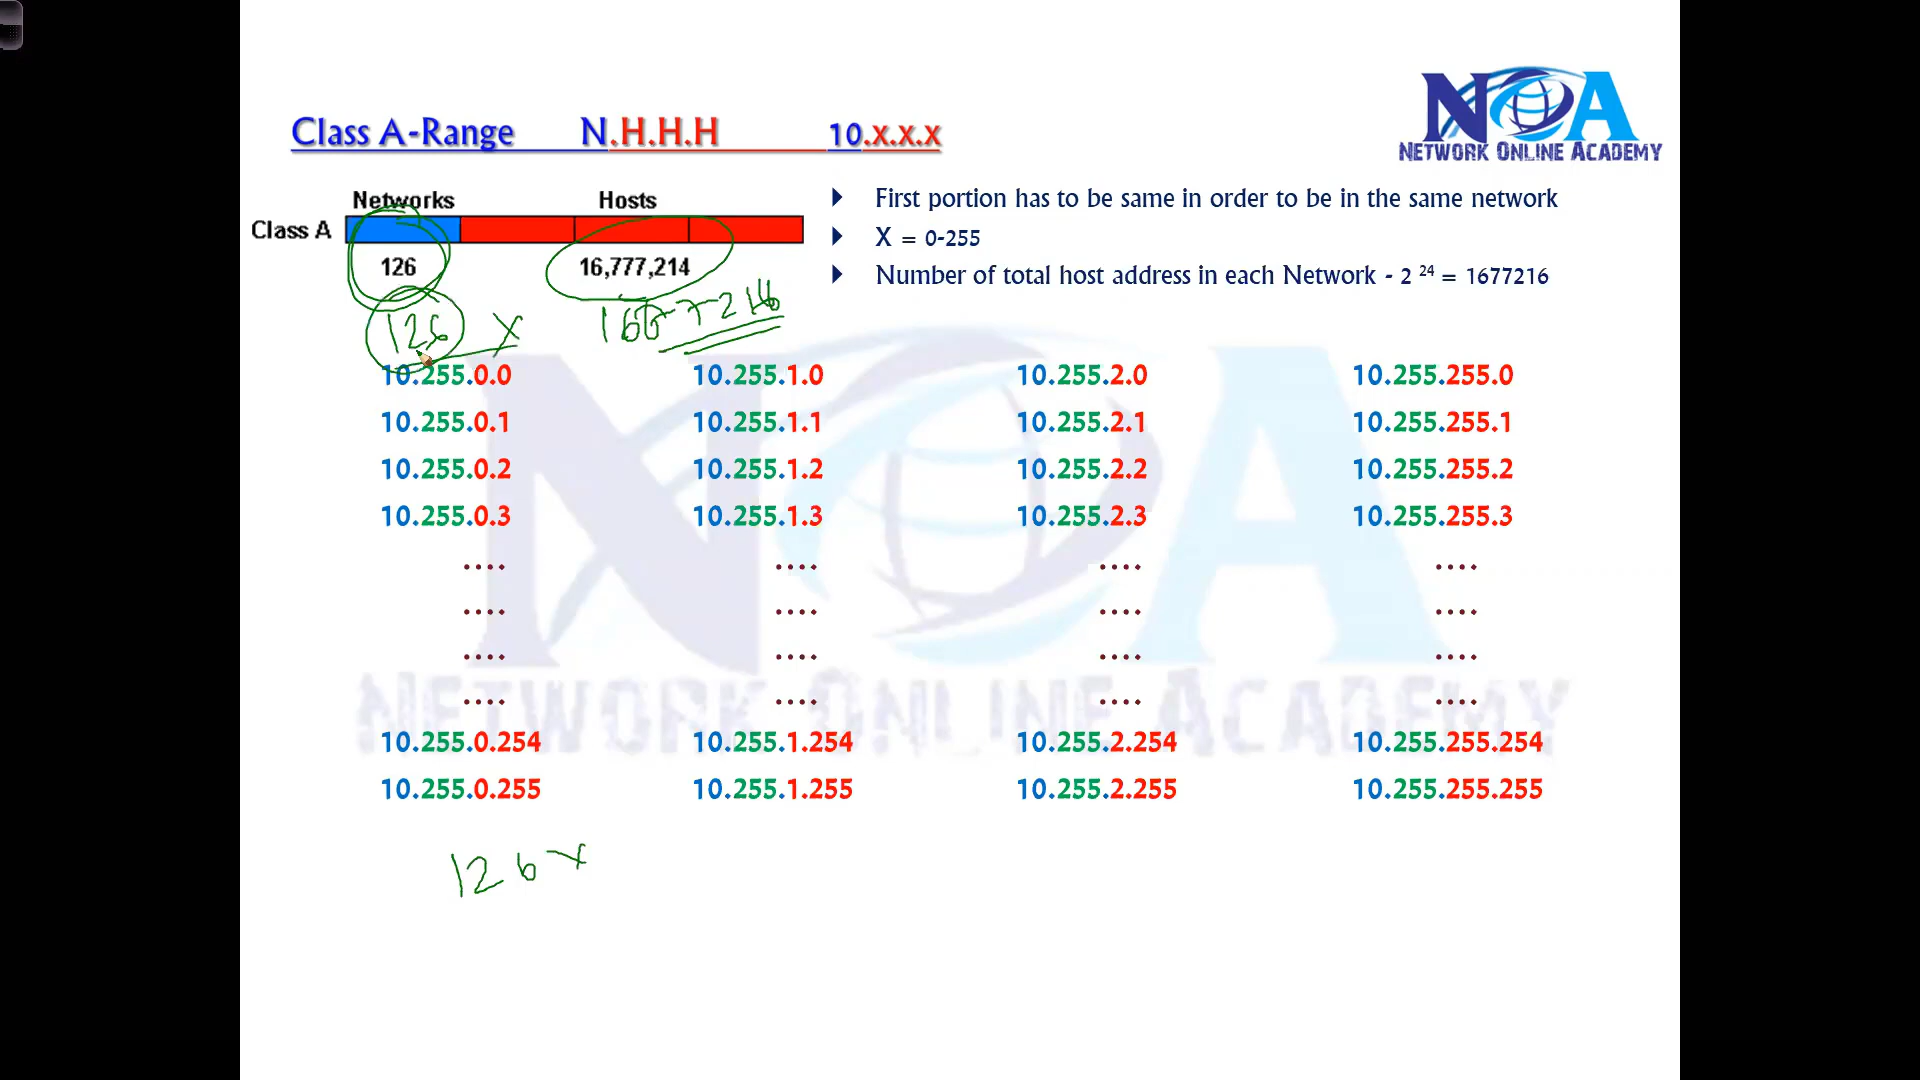 NOA
NETWORK ONLINE ACADEMY
Class A-Range N.H.H.H 10.X.X.X
Networks Hosts
Class A
126 16,777,214
First portion has to be same in order to be in the same network
X = 0-255
Number of total host address in each Network - 2 24 = 1677216
126 X
10.255.0.0 10.255.1.0 10.255.2.0 10.255.255.0
10.255.0.1 10.255.1.1 10.255.2.1 10.255.255.1
10.255.0.2 10.255.1.2 10.255.2.2 10.255.255.2
10.255.0.3 10.255.1.3 10.255.2.3 10.255.255.3
.... .... .... ....
.... .... .... ....
.... .... .... ....
.... .... .... ....
NETWORK ONLINE ACADEMY
10.255.0.254 10.255.1.254 10.255.2.254 10.255.255.254
10.255.0.255 10.255.1.255 10.255.2.255 10.255.255.255
126 x